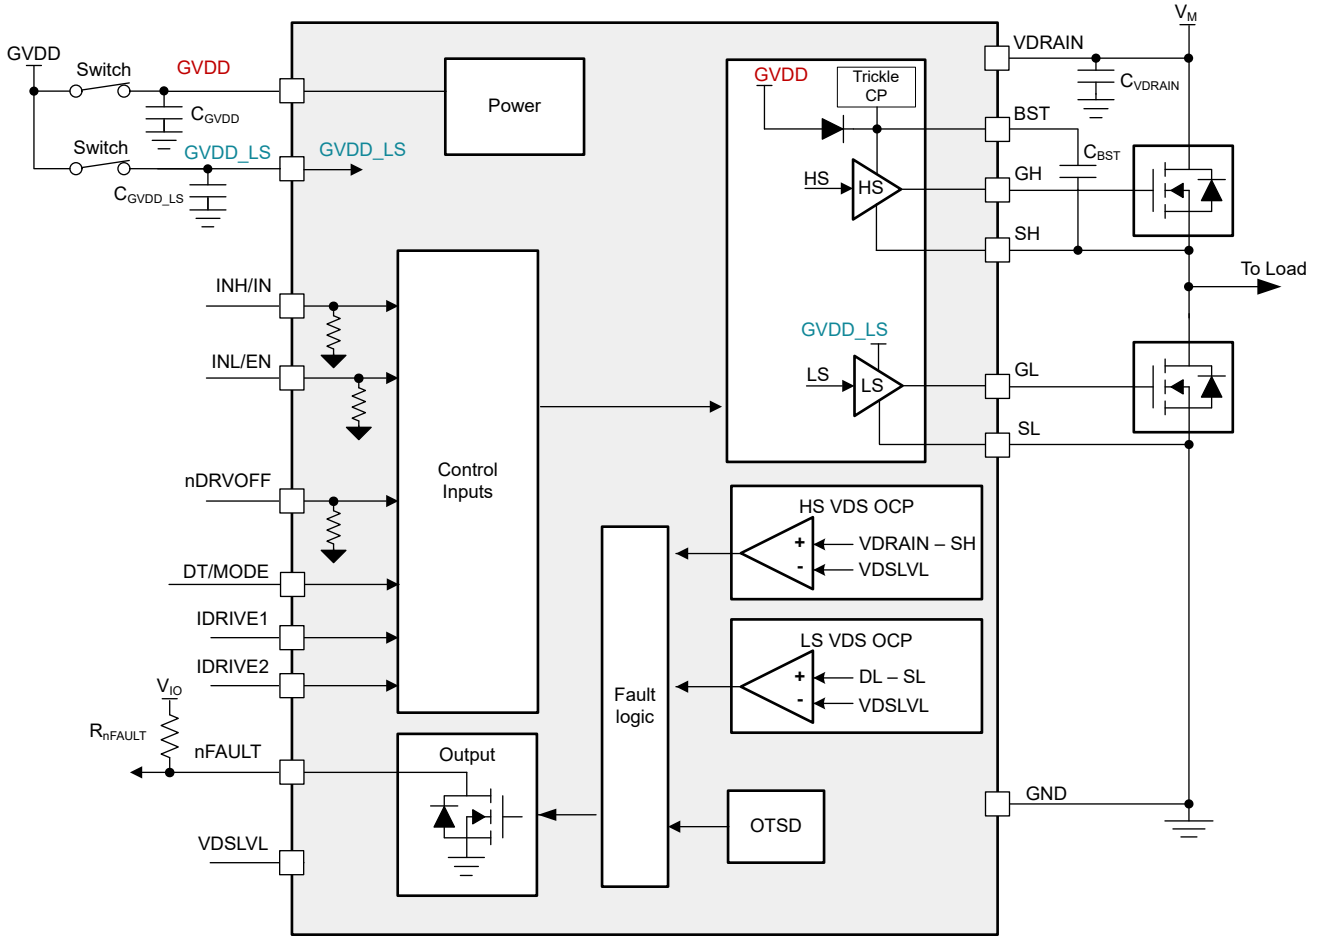 GVDD
Switch
GVDD
CGVDD
Switch
GVDD_LS
CGVDD_LS
GVDD_LS
Power
GVDD
Trickle
CP
HS
HS
GVDD_LS
LS
LS
VM
VDRAIN
CVDRAIN
BST
CBST
GH
SH
To Load
GL
SL
INH/IN
INL/EN
nDRVOFF
DT/MODE
IDRIVE1
IDRIVE2
VIO
RnFAULT
nFAULT
VDSLVL
Control
Inputs
Output
Fault
logic
HS VDS OCP
+
VDRAIN – SH
-
VDSLVL
LS VDS OCP
+
DL – SL
-
VDSLVL
OTSD
GND